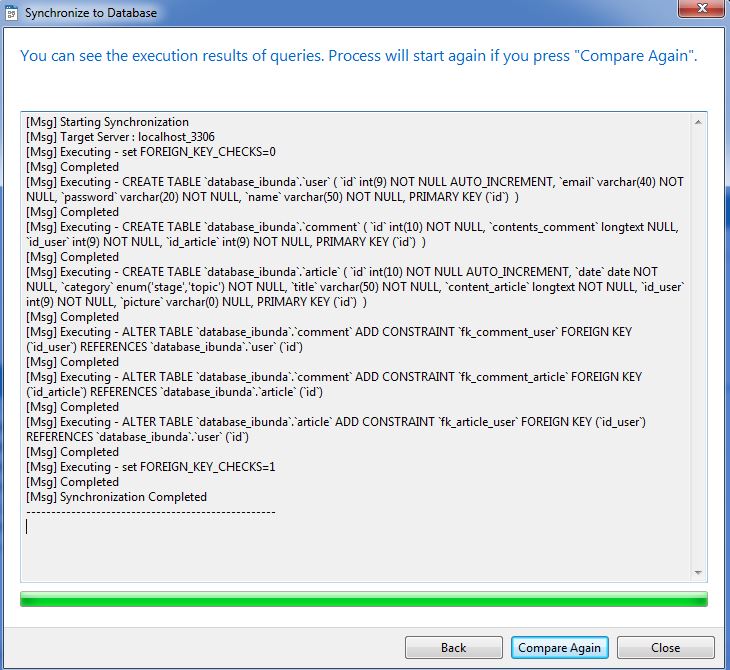 Synchronize to Database
You can see the execution results of queries. Process will start again if you press "Compare Again".
[Msg] Starting Synchronization
[Msg] Target Server : localhost_3306
[Msg] Executing - set FOREIGN_KEY_CHECKS=0
[Msg] Completed
[Msg] Executing - CREATE TABLE `database_ibunda`.`user` ( `id` int(9) NOT NULL AUTO_INCREMENT, `email` varchar(40) NOT
NULL, `password` varchar(20) NOT NULL, `name` varchar(50) NOT NULL, PRIMARY KEY (`id`)  )
[Msg] Completed
[Msg] Executing - CREATE TABLE `database_ibunda`.`comment` ( `id` int(10) NOT NULL, `contents_comment` longtext NULL,
`id_user` int(9) NOT NULL, `id_article` int(9) NOT NULL, PRIMARY KEY (`id`)  )
[Msg] Completed
[Msg] Executing - CREATE TABLE `database_ibunda`.`article` ( `id` int(10) NOT NULL AUTO_INCREMENT, `date` date NOT
NULL, `category` enum('stage','topic') NOT NULL, `title` varchar(50) NOT NULL, `content_article` longtext NOT NULL, `id_user`
int(9) NOT NULL, `picture` varchar(0) NULL, PRIMARY KEY (`id`)  )
[Msg] Completed
[Msg] Executing - ALTER TABLE `database_ibunda`.`comment` ADD CONSTRAINT `fk_comment_user` FOREIGN KEY
(`id_user`) REFERENCES `database_ibunda`.`user` (`id`)
[Msg] Completed
[Msg] Executing - ALTER TABLE `database_ibunda`.`comment` ADD CONSTRAINT `fk_comment_article` FOREIGN KEY
(`id_article`) REFERENCES `database_ibunda`.`article` (`id`)
[Msg] Completed
[Msg] Executing - ALTER TABLE `database_ibunda`.`article` ADD CONSTRAINT `fk_article_user` FOREIGN KEY (`id_user`)
REFERENCES `database_ibunda`.`user` (`id`)
[Msg] Completed
[Msg] Executing - set FOREIGN_KEY_CHECKS=1
[Msg] Completed
[Msg] Synchronization Completed
--------------------------------------------------
Back
Compare Again
Close